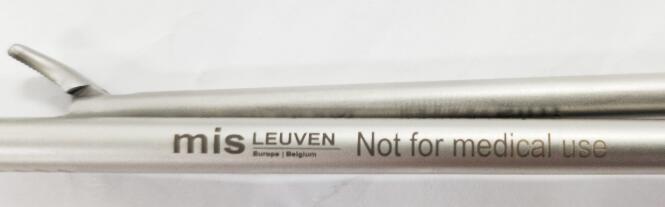 mis LEUVEN Not for medical use
Europe | Belgium